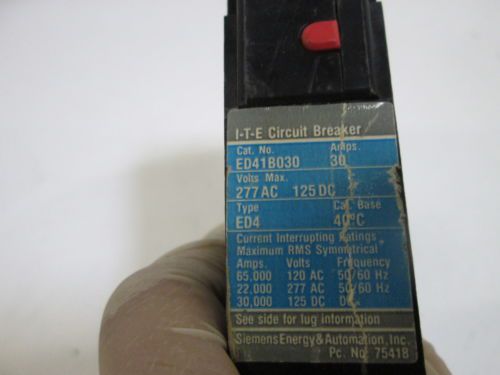 I-T-E Circuit Breaker
Cat. No. Amps.
ED41B030 30
Volts Max.
277 AC 125 DC
Type Cal. Base
ED4 40°C
Current Interrupting Ratings
Maximum RMS Symmetrical
Amps. Volts Frequency
65,000 120 AC 50/60 Hz
22,000 277 AC 50/60 Hz
30,000 125 DC DC
See side for lug information
Siemens Energy & Automation, Inc.
Pc. No. 75418